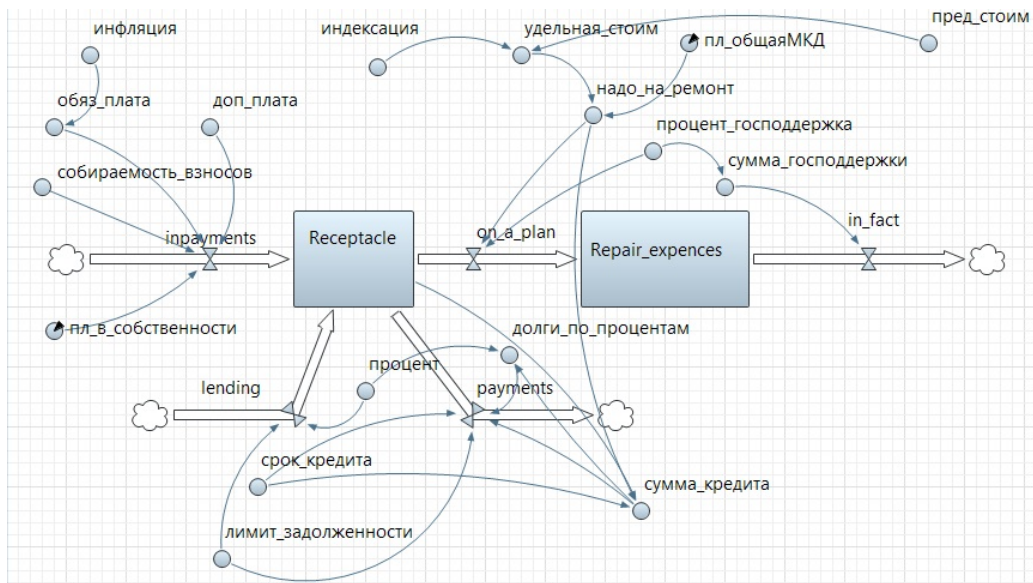 пред_стоим
инфляция
индексация
удельная_стоим
пл_общаяМКД
обяз_плата
доп_плата
надо_на_ремонт
процент_господдержка
собираемость_взносов
сумма_господдержки
inpayments
Receptacle
on_a_plan
Repair_expences
in_fact
пл_в_собственности
долги_по_процентам
lending
процент
payments
срок_кредита
сумма_кредита
лимит_задолженности